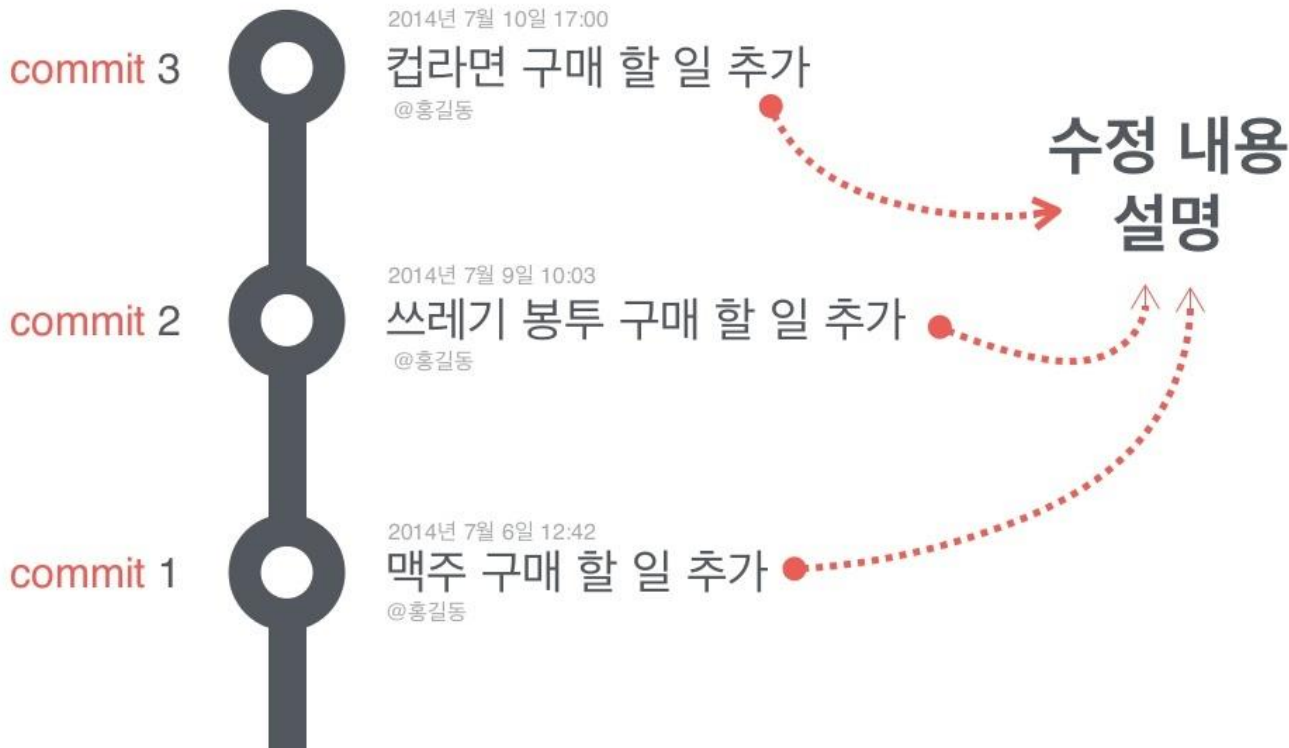 commit 3
2014년 7월 10일 17:00
컵라면 구매 할 일 추가
@홍길동
수정 내용
설명
commit 2
2014년 7월 9일 10:03
쓰레기 봉투 구매 할 일 추가
@홍길동
commit 1
2014년 7월 6일 12:42
맥주 구매 할 일 추가
@홍길동